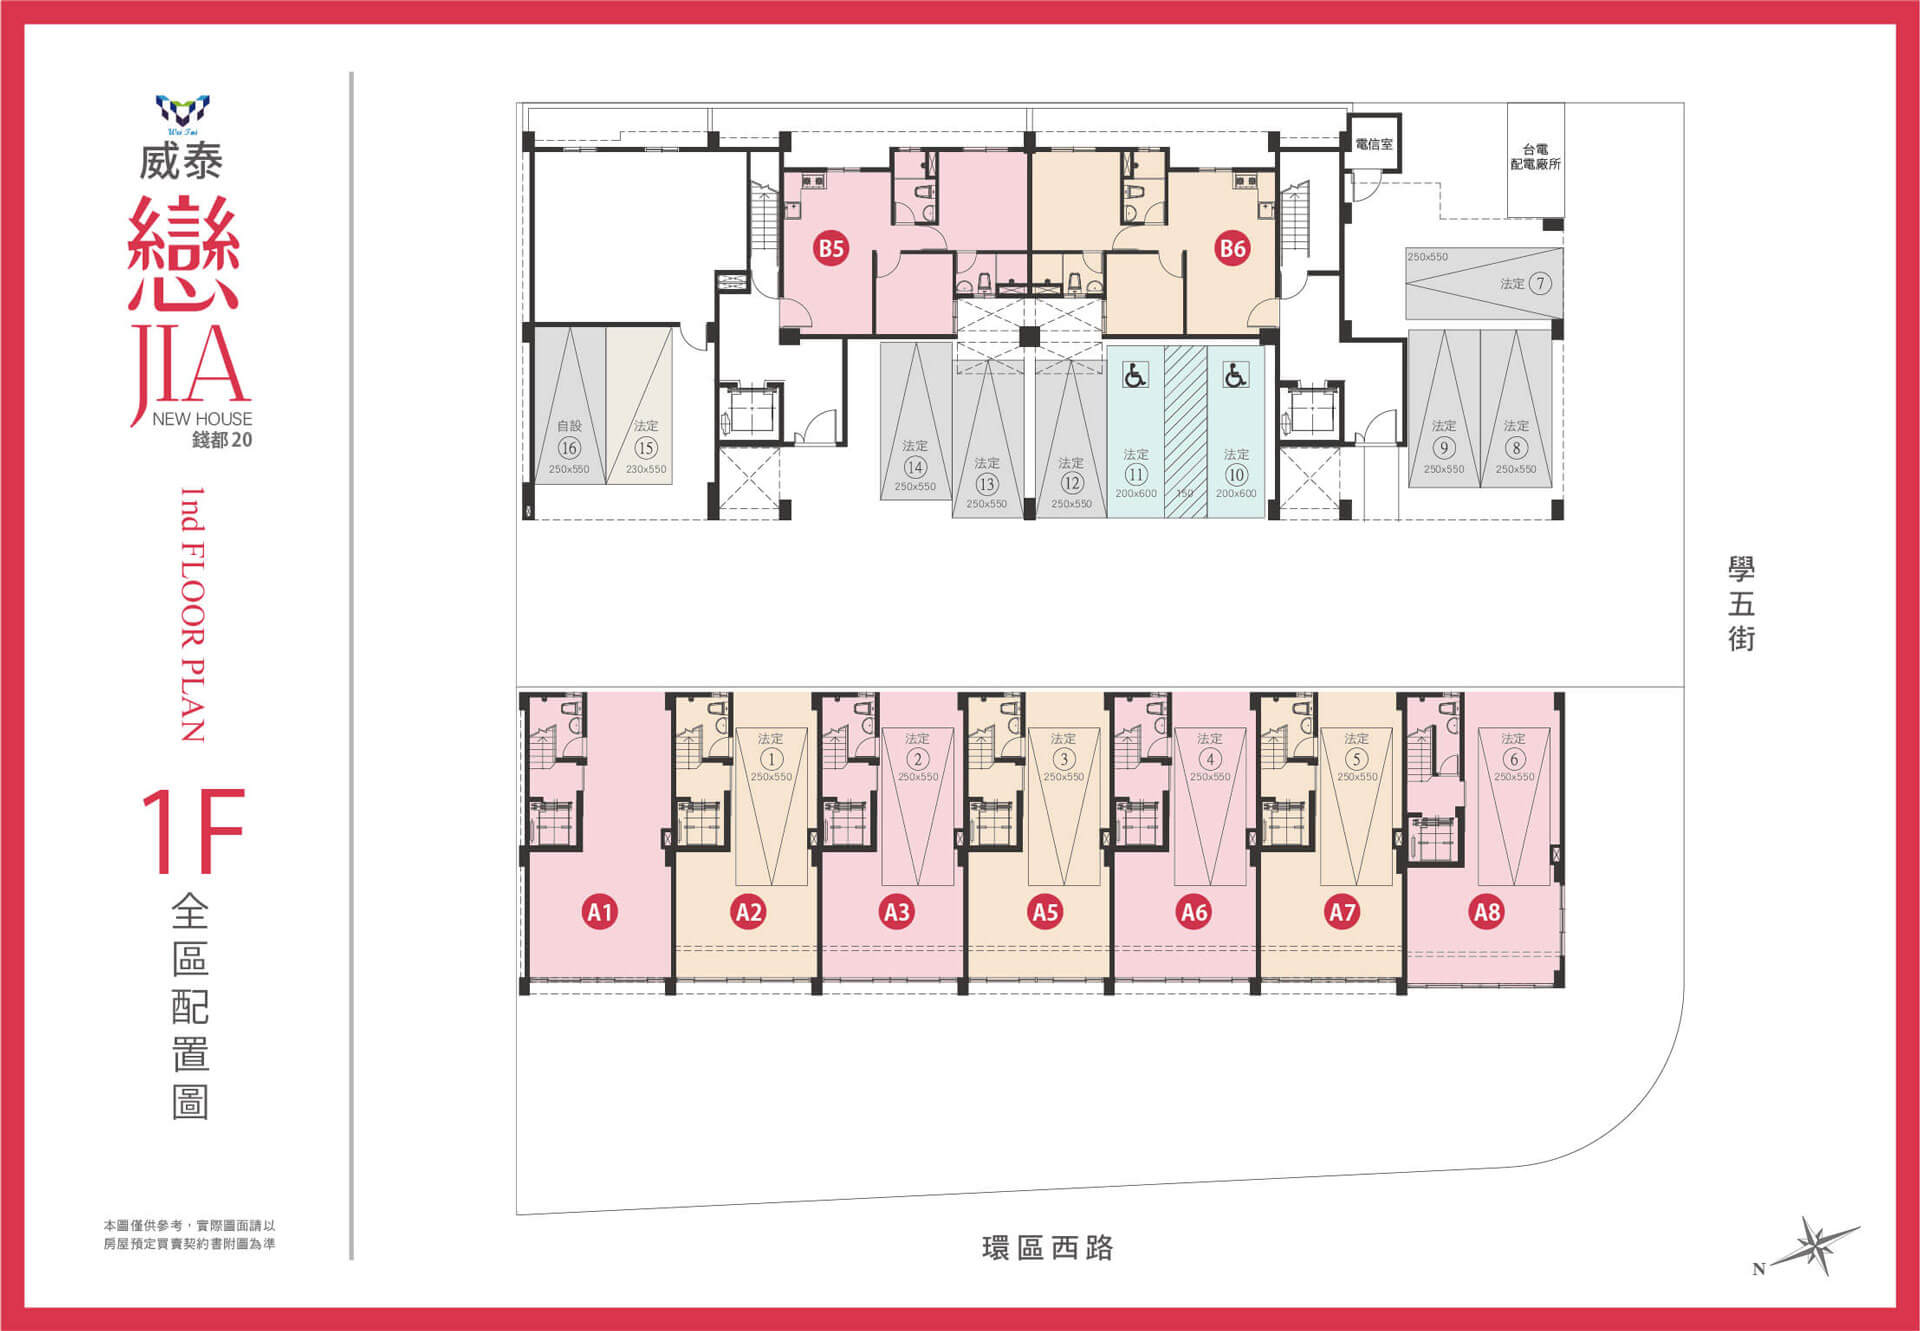 Wei Tai
威泰
戀
JIA
NEW HOUSE
錢都20
1nd FLOOR PLAN
1F
全區配置圖
本圖僅供參考，實際圖面請以
房屋預定買賣契約書附圖為準
電信室
台電
配電廠所
B5
B6
250x550
法定 7
自設
16
250x550
法定
15
230x550
法定
14
250x550
法定
13
250x550
法定
12
250x550
法定
11
200x600
150
法定
10
200x600
法定
9
250x550
法定
8
250x550
學五街
法定
1
250x550
法定
2
250x550
法定
3
250x550
法定
4
250x550
法定
5
250x550
法定
6
250x550
A1
A2
A3
A5
A6
A7
A8
環區西路
N